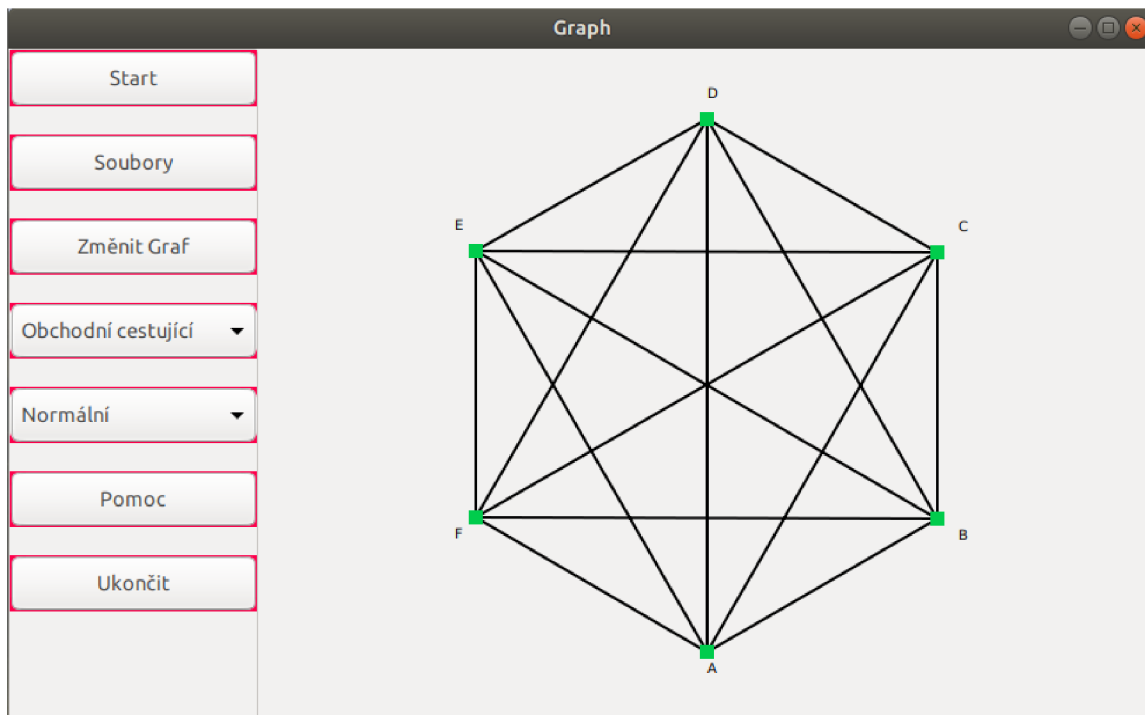 Graph
Start
Soubory
Změnit Graf
Obchodní cestující
Normální
Pomoc
Ukončit
D
E
C
F
B
A